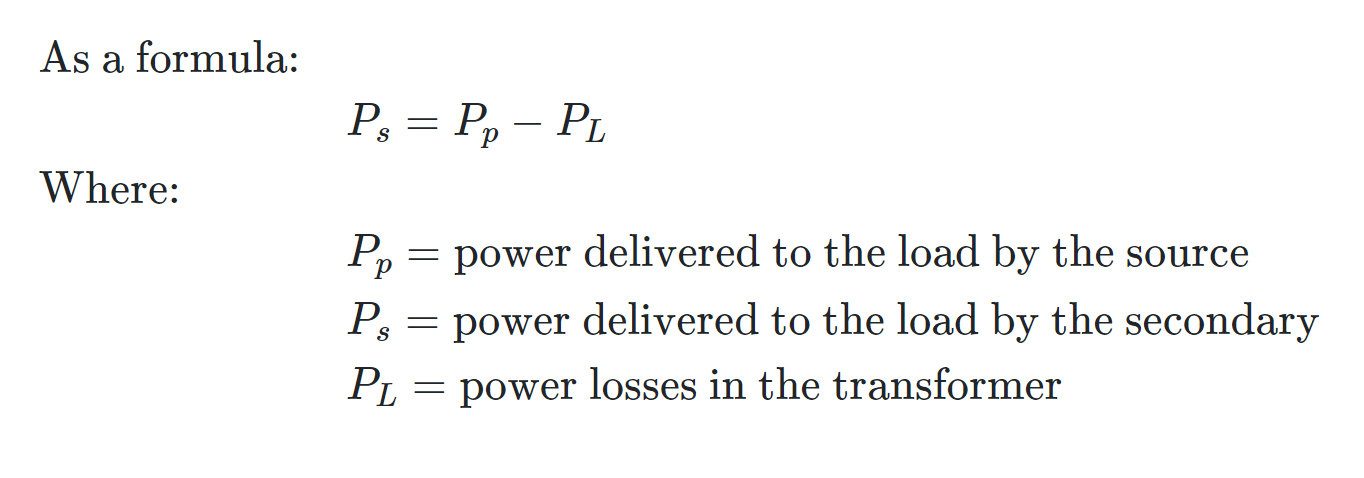 As a formula:
P_s = P_p − P_L
Where:
P_p = power delivered to the load by the source
P_s = power delivered to the load by the secondary
P_L = power losses in the transformer